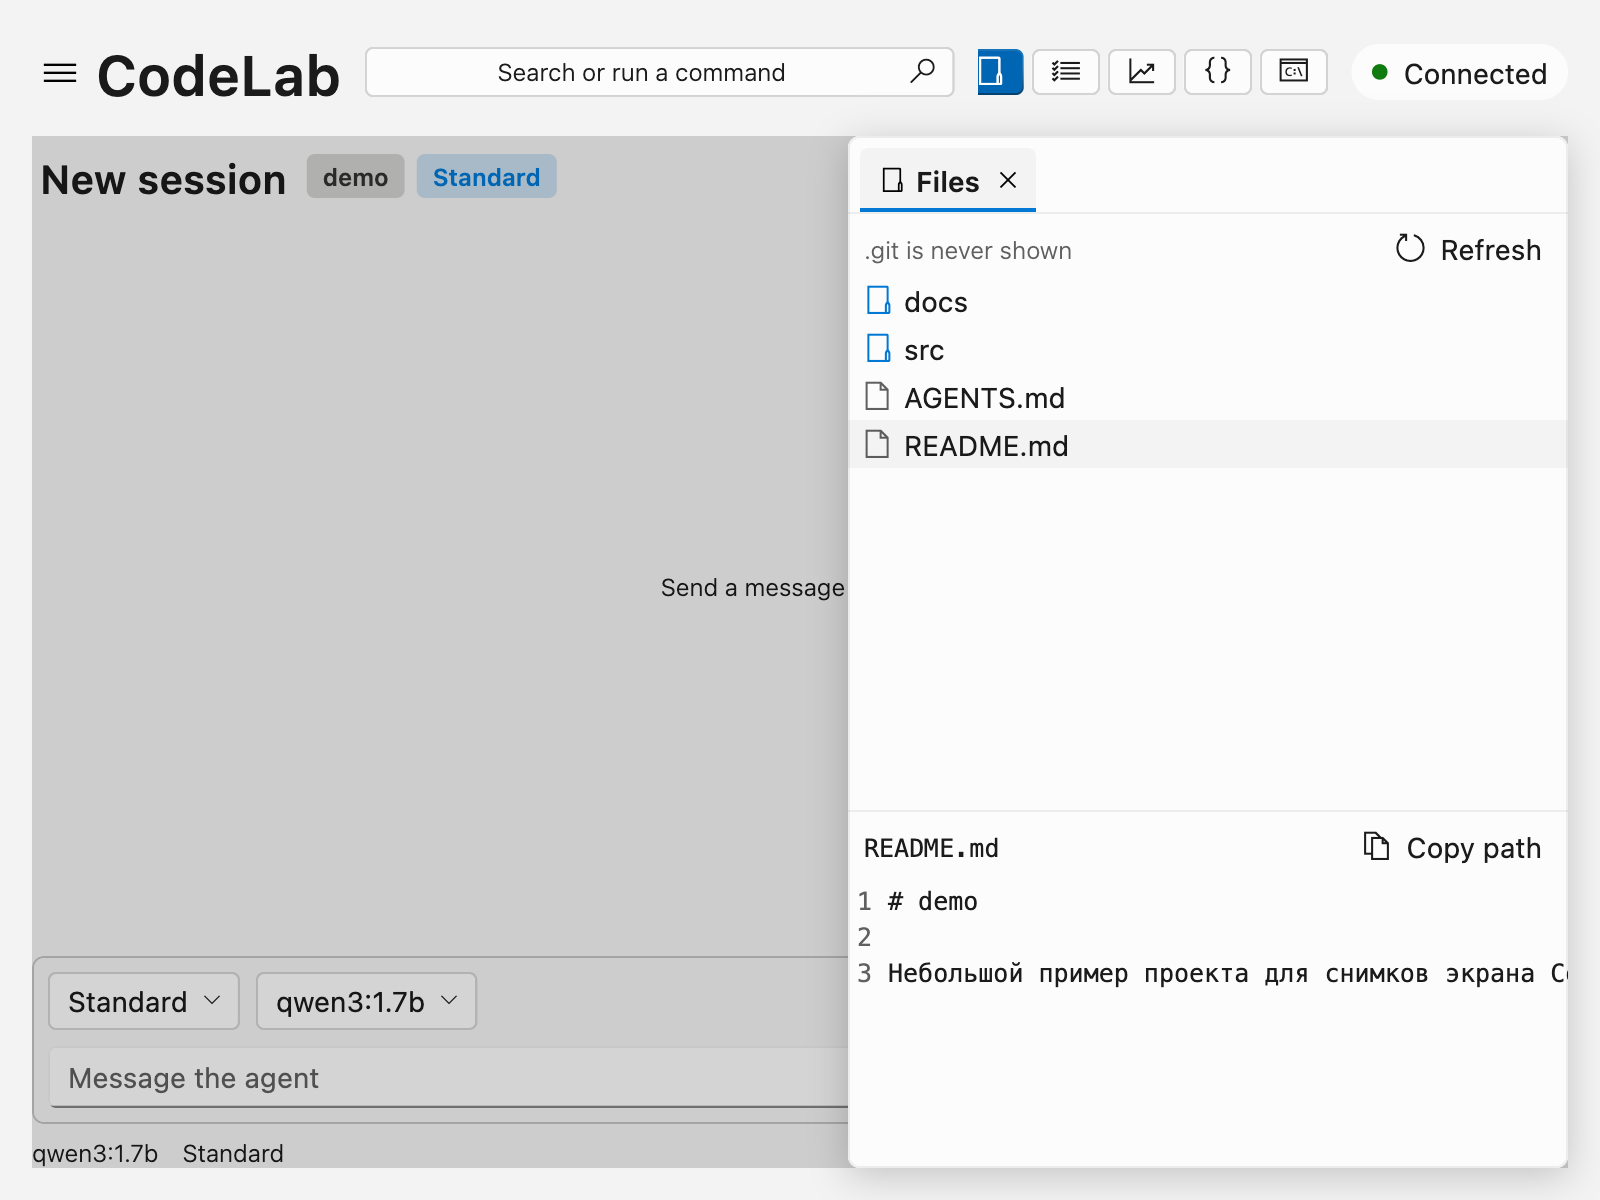 CodeLab
Search or run a command
Connected
New session
demo
Standard
Send a message
Standard
qwen3:1.7b
Message the agent
qwen3:1.7b
Standard
Files
.git is never shown
Refresh
docs
src
AGENTS.md
README.md
README.md
Copy path
1 # demo
2
3 Небольшой пример проекта для снимков экрана